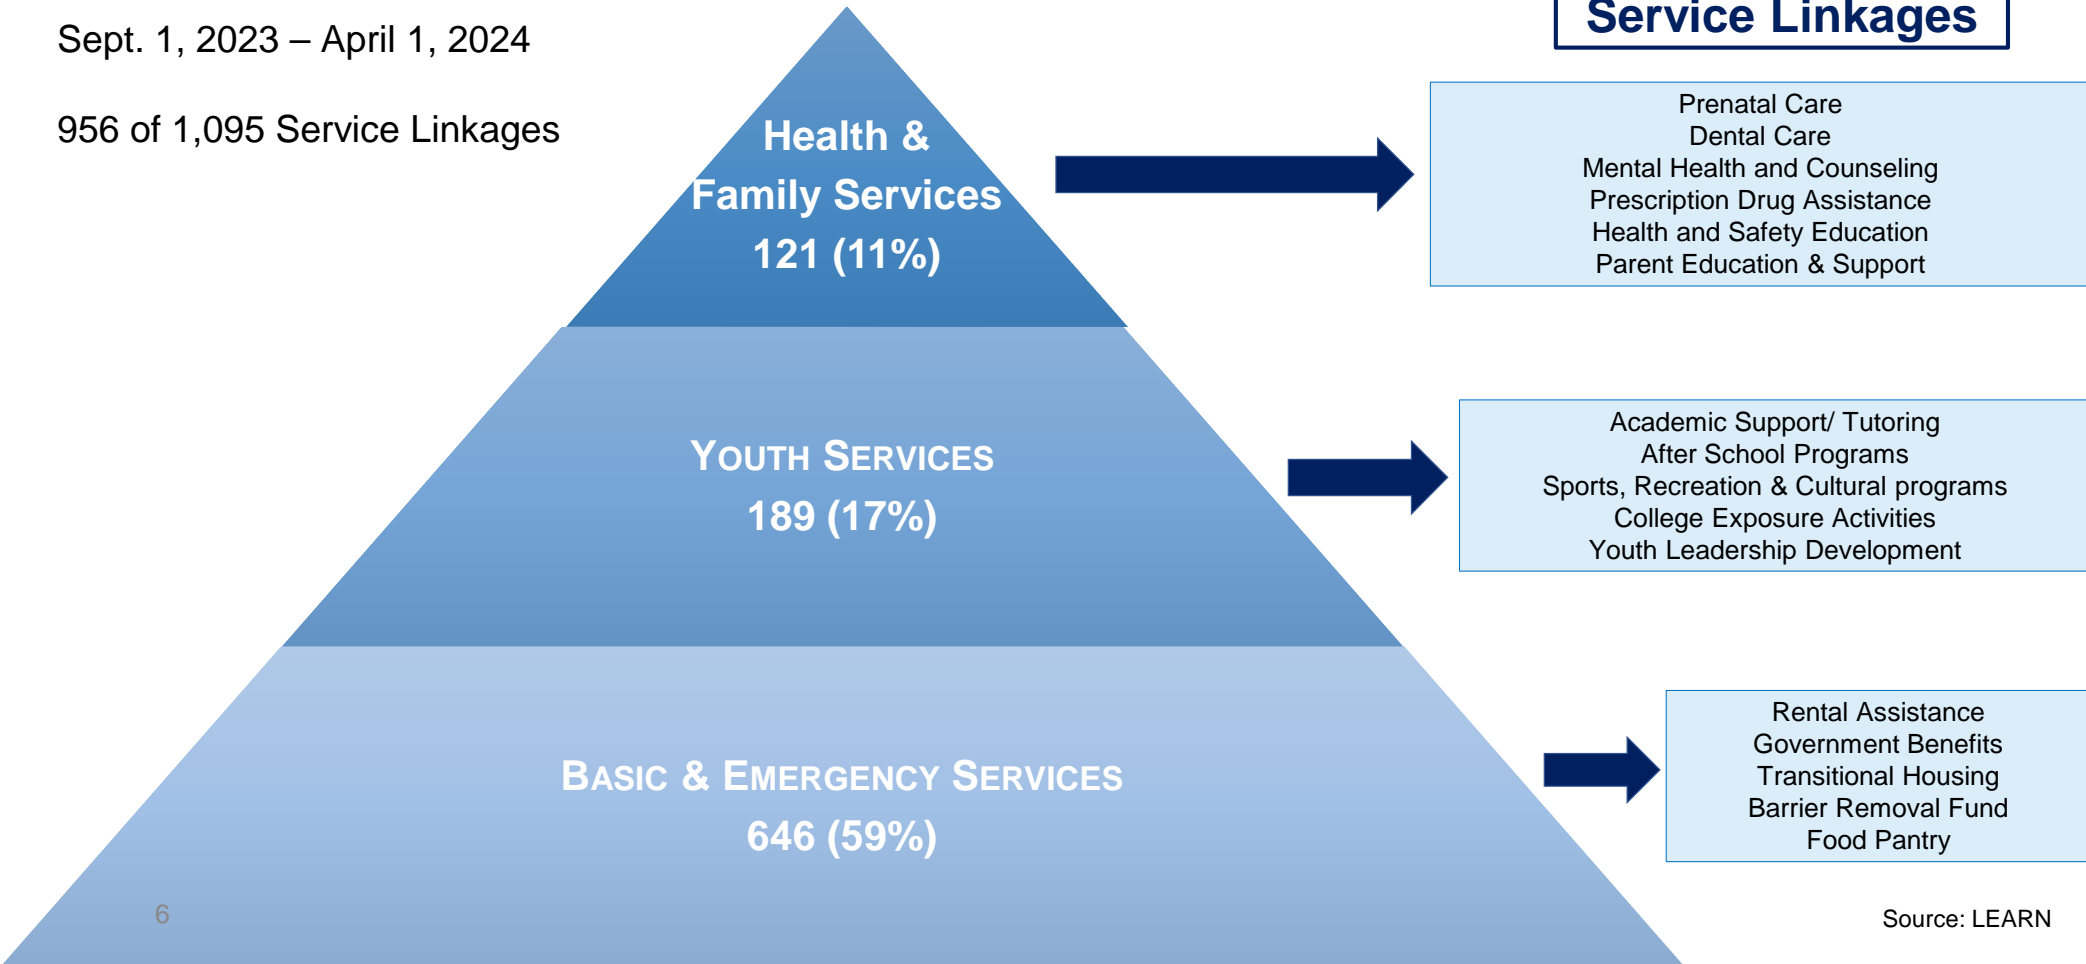 Sept. 1, 2023 – April 1, 2024
956 of 1,095 Service Linkages
Service Linkages
Health &
Family Services
121 (11%)
Prenatal Care
Dental Care
Mental Health and Counseling
Prescription Drug Assistance
Health and Safety Education
Parent Education & Support
YOUTH SERVICES
189 (17%)
Academic Support/ Tutoring
After School Programs
Sports, Recreation & Cultural programs
College Exposure Activities
Youth Leadership Development
BASIC & EMERGENCY SERVICES
646 (59%)
Rental Assistance
Government Benefits
Transitional Housing
Barrier Removal Fund
Food Pantry
6
Source: LEARN